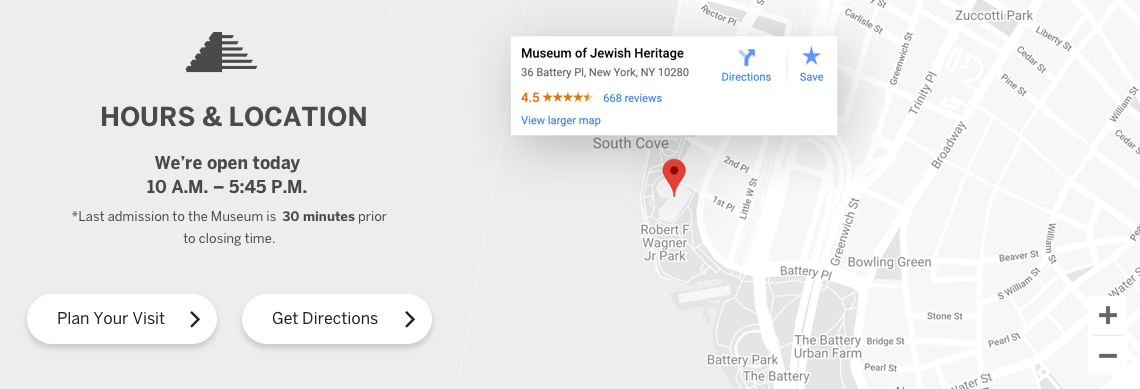 HOURS & LOCATION
We're open today
10 A.M. – 5:45 P.M.
*Last admission to the Museum is 30 minutes prior
to closing time.
Plan Your Visit
Get Directions
Museum of Jewish Heritage
36 Battery Pl, New York, NY 10280
4.5
668 reviews
View larger map
Directions
Save
Rector Pl
Carlisle St
Zuccotti Park
Liberty St
Cedar St
Pine St
Greenwich St
Trinity Pl
Broadway
William St
Cedar S
South Cove
2nd Pl
1st Pl
Little W St
Greenwich St
Robert F
Wagner
Jr Park
Battery Pl
Bowling Green
Beaver St
William St
S William St
Water S
Stone St
Bridge St
Pearl St
Pearl St
The Battery
Urban Farm
Battery Park
The Battery
Water St